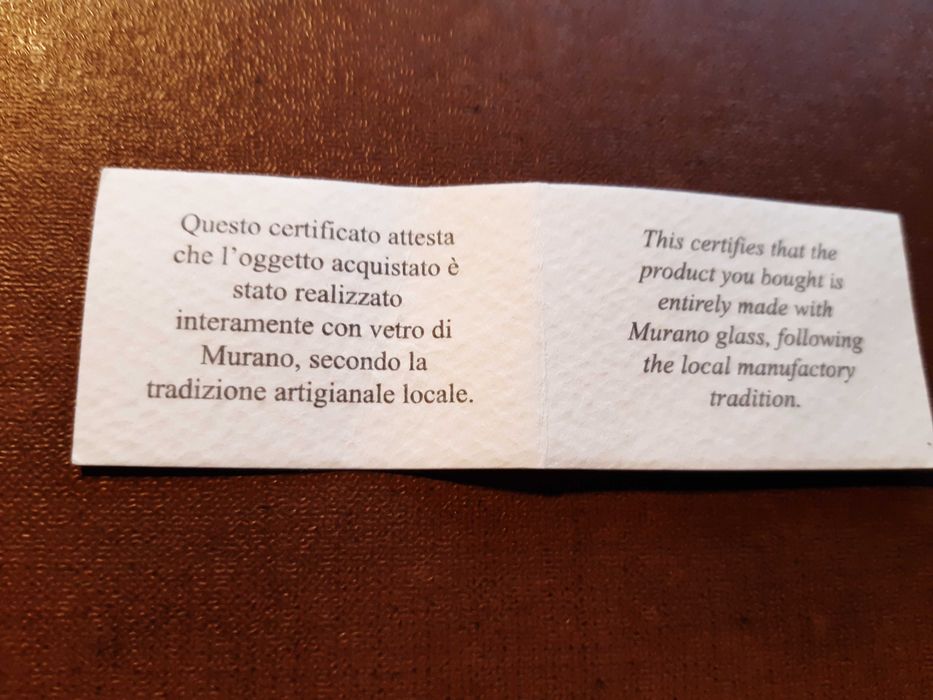 Questo certificato attesta
che l'oggetto acquistato è
stato realizzato
interamente con vetro di
Murano, secondo la
tradizione artigianale locale.
This certifies that the
product you bought is
entirely made with
Murano glass, following
the local manufactory
tradition.